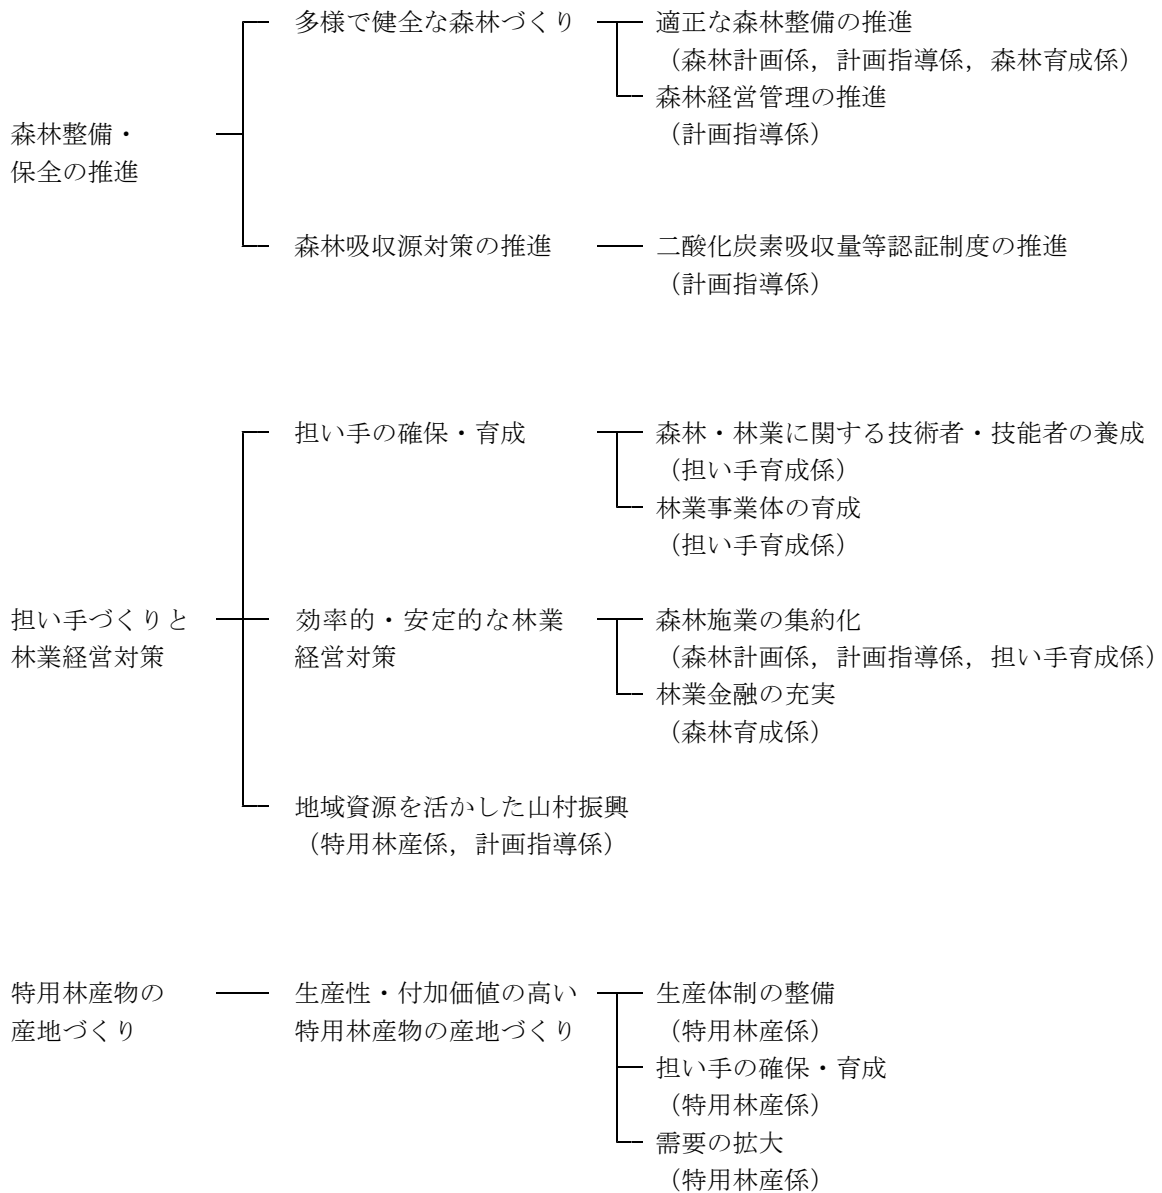 多様で健全な森林づくり
適正な森林整備の推進
（森林計画係，計画指導係，森林育成係）
森林経営管理の推進
（計画指導係）
森林整備・
保全の推進
森林吸収源対策の推進
二酸化炭素吸収量等認証制度の推進
（計画指導係）
担い手の確保・育成
森林・林業に関する技術者・技能者の養成
（担い手育成係）
林業事業体の育成
（担い手育成係）
担い手づくりと
林業経営対策
効率的・安定的な林業
経営対策
森林施業の集約化
（森林計画係，計画指導係，担い手育成係）
林業金融の充実
（森林育成係）
地域資源を活かした山村振興
（特用林産係，計画指導係）
特用林産物の
産地づくり
生産性・付加価値の高い
特用林産物の産地づくり
生産体制の整備
（特用林産係）
担い手の確保・育成
（特用林産係）
需要の拡大
（特用林産係）